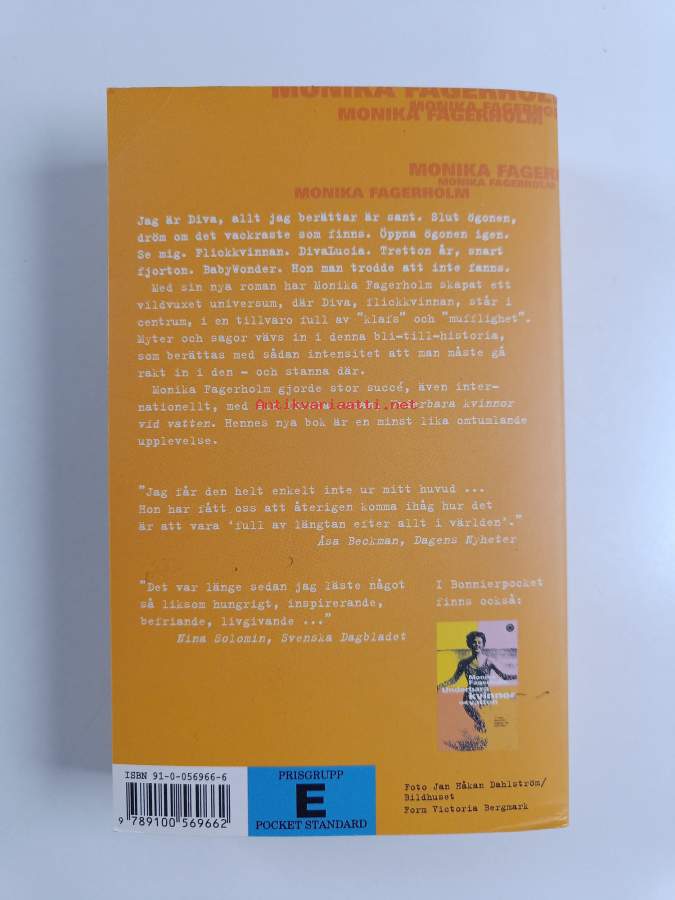 MONIKA FAGERHOLM
MONIKA FAGERHOLM
MONIKA FAGERHOLM
MONIKA FAGERHOLM
MONIKA FAGERHOLM
MONIKA FAGERHOLM
Jag är Diva, allt jag berättar är sant. Slut ögonen,
dröm om det vackraste som finns. Öppna ögonen igen.
Se mig. Flickkvinnan. DivaLucia. Tretton år, snart
fjorton. BabyWonder. Hon man trodde att inte fanns.
Med sin nya roman har Monika Fagerholm skapat ett
vildvuxet universum, där Diva, flickkvinnan, står i
centrum, i en tillvaro full av "klafs" och "mufflighet".
Myter och sagor vävs in i denna bli-till-historia,
som berättas med sådan intensitet att man måste gå
rakt in i den – och stanna där.
Monika Fagerholm gjorde stor succé, även inter-
nationellt, med kvinnor
Antikvariaatti.net
vid vatten. Hennes nya bok är en minst lika omtumlande
upplevelse.
"Jag får den helt enkelt inte ur mitt huvud ...
Hon har fått oss att återigen komma ihåg hur det
är att vara 'full av längtan efter allt i världen'."
Åsa Beckman, Dagens Nyheter
"Det var länge sedan jag läste något
så liksom hungrigt, inspirerande,
befriande, livgivande ..."
Nina Solomin, Svenska Dagbladet
I Bonnierpocket
finns också:
Monika
Underbara
kvinnor
vid vatten
ISBN 91-0-056966-6
9 789100 569662
PRISGRUPP
E
POCKET STANDARD
Foto Jan Håkan Dahlström/
Bildhuset
Form Victoria Bergmark